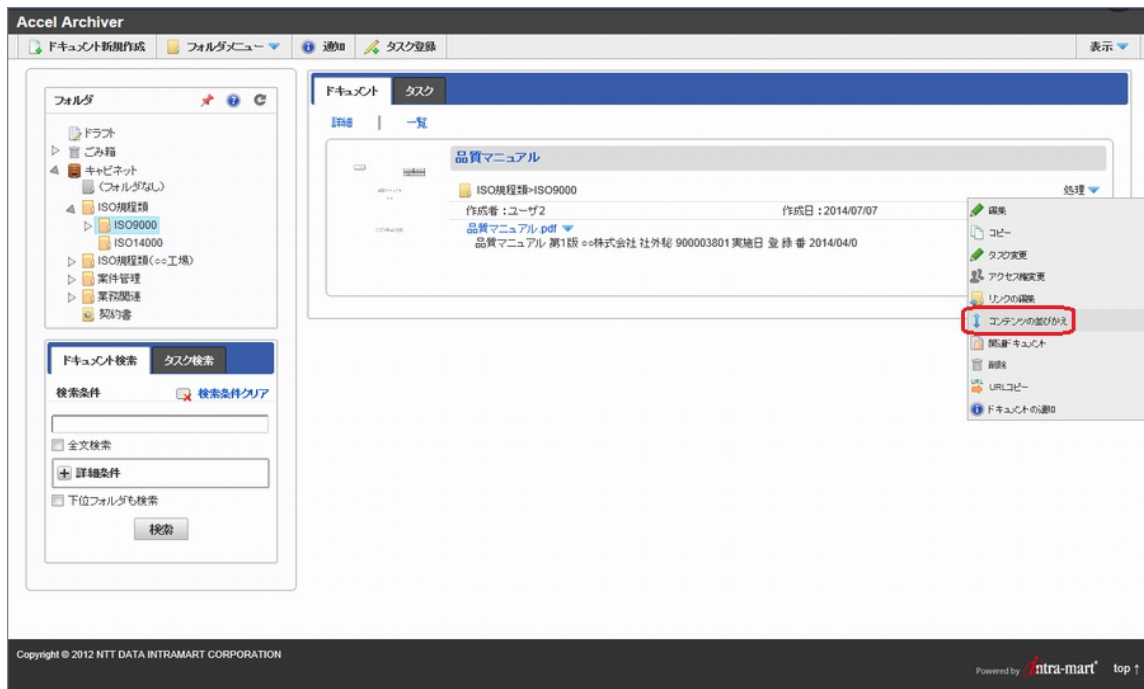 Accel Archiver
ドキュメント新規作成 フォルダメニュー 通知 タスク登録 表示
フォルダ
ドラフト
ごみ箱
キャビネット
(フォルダなし)
ISO規程類
ISO9000
ISO14000
ISO規程類(○○工場)
案件管理
業務関連
契約書
ドキュメント検索 タスク検索
検索条件 検索条件クリア
全文検索
詳細条件
下位フォルダも検索
検索
ドキュメント タスク
詳細 | 一覧
品質マニュアル
ISO規程類>ISO9000 処理
作成者:ユーザ2 作成日:2014/07/07
品質マニュアル.pdf
品質マニュアル 第1版 ○○株式会社 社外秘 900003801 実施日 登 録 番 2014/04/0
編集
コピー
タスク変更
アクセス権変更
リンクの編集
コンテンツの並びかえ
関連ドキュメント
削除
URLコピー
ドキュメントの通知
Copyright © 2012 NTT DATA INTRAMART CORPORATION
Powered by intra-mart top ↑